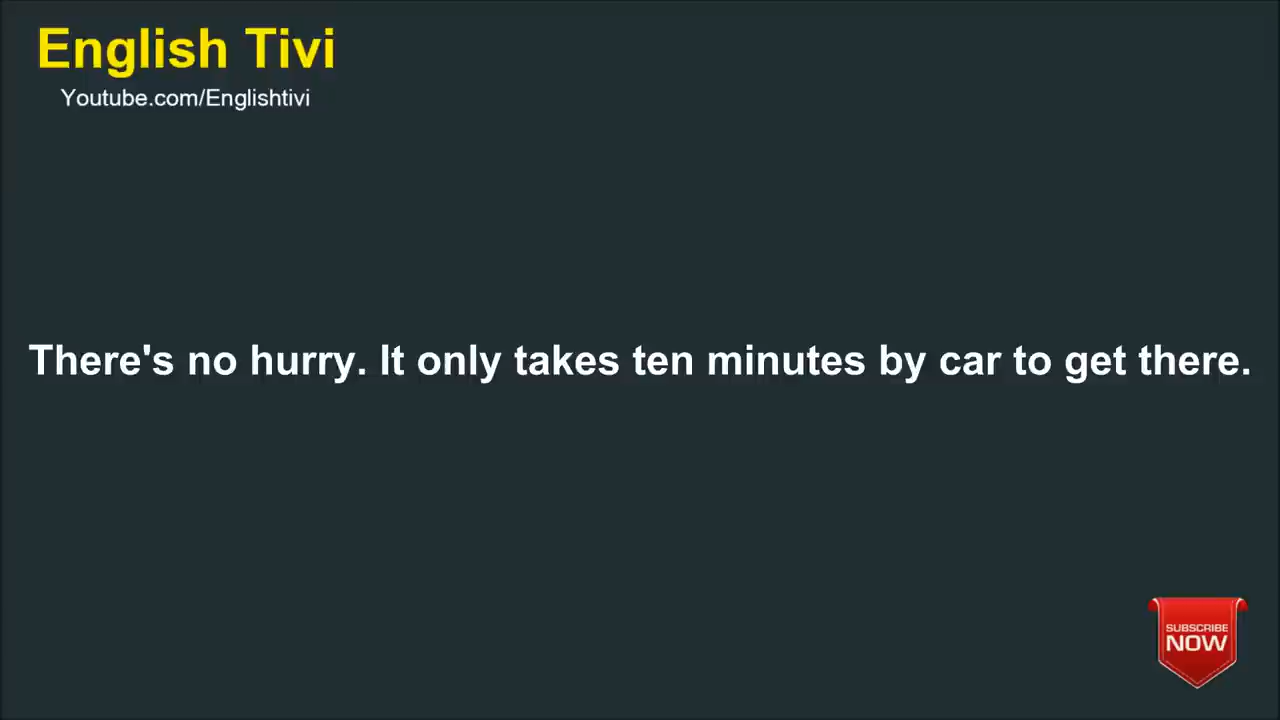 English Tivi
Youtube.com/Englishtivi
There's no hurry. It only takes ten minutes by car to get there.
SUBSCRIBE
NOW